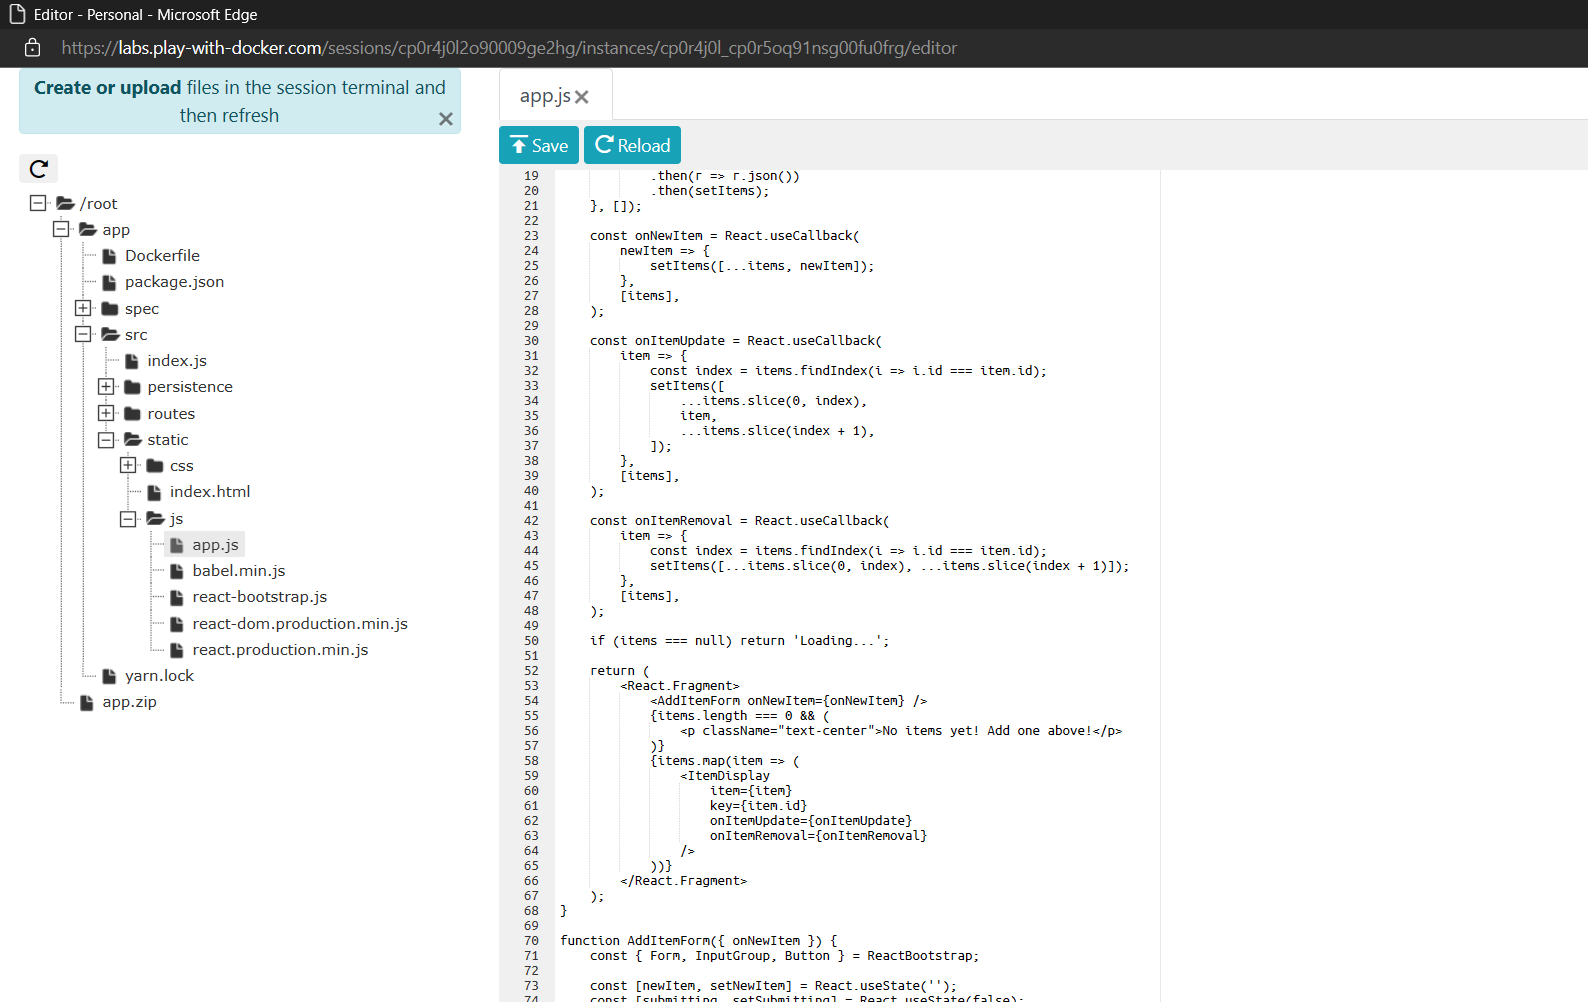 Editor - Personal - Microsoft Edge
https://labs.play-with-docker.com/sessions/cp0r4j0l2o90009ge2hg/instances/cp0r4j0l_cp0r5oq91nsg00fu0frg/editor
Create or upload files in the session terminal and
then refresh
/root
app
Dockerfile
package.json
spec
src
index.js
persistence
routes
static
css
index.html
js
app.js
babel.min.js
react-bootstrap.js
react-dom.production.min.js
react.production.min.js
yarn.lock
app.zip
app.js
Save Reload
19             .then(r => r.json())
20             .then(setItems);
21     }, []);
22
23     const onNewItem = React.useCallback(
24         newItem => {
25             setItems([...items, newItem]);
26         },
27         [items],
28     );
29
30     const onItemUpdate = React.useCallback(
31         item => {
32             const index = items.findIndex(i => i.id === item.id);
33             setItems([
34                 ...items.slice(0, index),
35                 item,
36                 ...items.slice(index + 1),
37             ]);
38         },
39         [items],
40     );
41
42     const onItemRemoval = React.useCallback(
43         item => {
44             const index = items.findIndex(i => i.id === item.id);
45             setItems([...items.slice(0, index), ...items.slice(index + 1)]);
46         },
47         [items],
48     );
49
50     if (items === null) return 'Loading...';
51
52     return (
53         <React.Fragment>
54             <AddItemForm onNewItem={onNewItem} />
55             {items.length === 0 && (
56                 <p className="text-center">No items yet! Add one above!</p>
57             )}
58             {items.map(item => (
59                 <ItemDisplay
60                     item={item}
61                     key={item.id}
62                     onItemUpdate={onItemUpdate}
63                     onItemRemoval={onItemRemoval}
64                 />
65             ))}
66         </React.Fragment>
67     );
68 }
69
70 function AddItemForm({ onNewItem }) {
71     const { Form, InputGroup, Button } = ReactBootstrap;
72
73     const [newItem, setNewItem] = React.useState('');
74     const [submitting, setSubmitting] = React.useState(false);